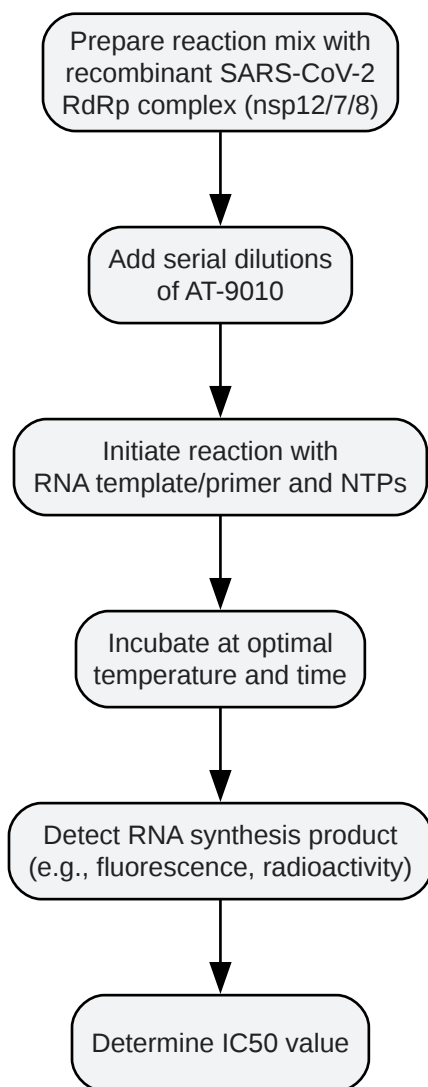 Prepare reaction mix with
recombinant SARS-CoV-2
RdRp complex (nsp12/7/8)
Add serial dilutions
of AT-9010
Initiate reaction with
RNA template/primer and NTPs
Incubate at optimal
temperature and time
Detect RNA synthesis product
(e.g., fluorescence, radioactivity)
Determine IC50 value